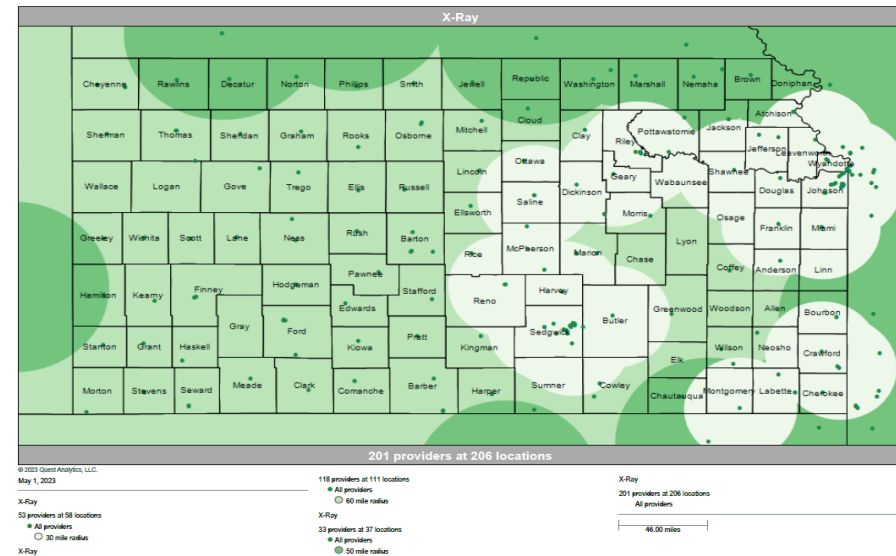 X-Ray
Cheyenne Rawlins Decatur Norton Phillips Smith Jewell Republic Washington Marshall Nemaha Brown Doniphan
Sherman Thomas Sheridan Graham Rooks Osborne Mitchell Cloud Clay Riley Pottawatomie Jackson Atchison
Jefferson Leavenworth
Wyandotte
Wallace Logan Gove Trego Ellis Russell Lincoln Ottawa Dickinson Geary Wabaunsee Shawnee Douglas Johnson
Ellsworth Saline Morris Osage Franklin Miami
Greeley Wichita Scott Lane Ness Rush Barton Rice McPherson Marion Chase Lyon Coffey Anderson Linn
Hamilton Kearny Finney Hodgeman Pawnee Stafford Reno Harvey
Gray Ford Edwards Butler Greenwood Woodson Allen Bourbon
Stanton Grant Haskell Kiowa Pratt Kingman Sedgwick Elk Wilson Neosho Crawford
Morton Stevens Seward Meade Clark Comanche Barber Harper Sumner Cowley Chautauqua Montgomery Labette Cherokee
201 providers at 206 locations
© 2023 Quest Analytics, LLC.
May 1, 2023
X-Ray
53 providers at 58 locations
All providers
30 mile radius
X-Ray
118 providers at 111 locations
All providers
60 mile radius
X-Ray
33 providers at 37 locations
All providers
50 mile radius
X-Ray
201 providers at 206 locations
All providers
46.00 miles